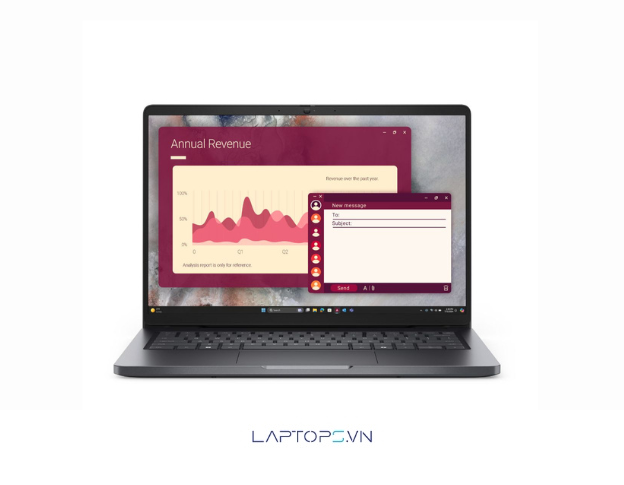 Annual Revenue
Revenue over the past year
100%
50%
0%
0
Q1
Q2
Analysis report is only for reference
New message
To:
Subject:
Send
A
LAPTOPS.VN